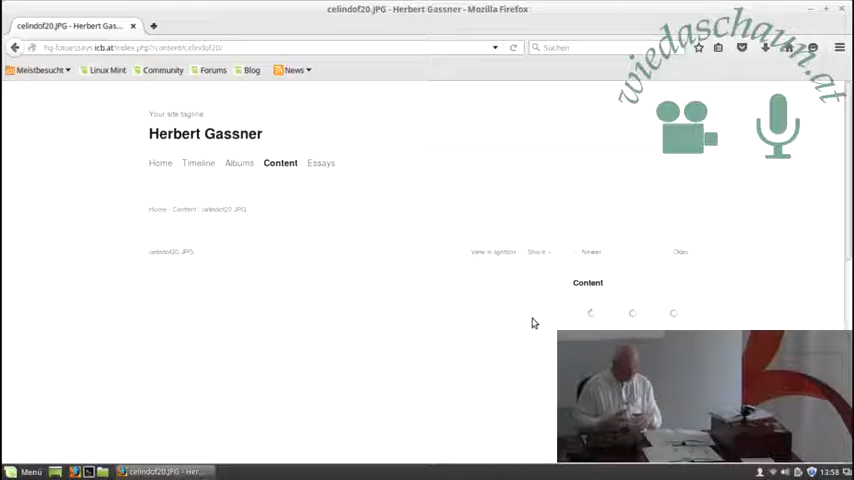 celindof20.JPG - Herbert Gassner - Mozilla Firefox
celindof20.JPG - Herbert Gas...
hg-fotoessays.icb.at/index.php?/content/celindof20/
Suchen
Meistbesucht
Linux Mint
Community
Forums
Blog
News
wiedaschaum.at
Your site tagline
Herbert Gassner
Home Timeline Albums Content Essays
Home Content celindof20.JPG
celindof20.JPG
View in lightbox Share Newer Older
Content
Menü
celindof20.JPG - Her...
13:58